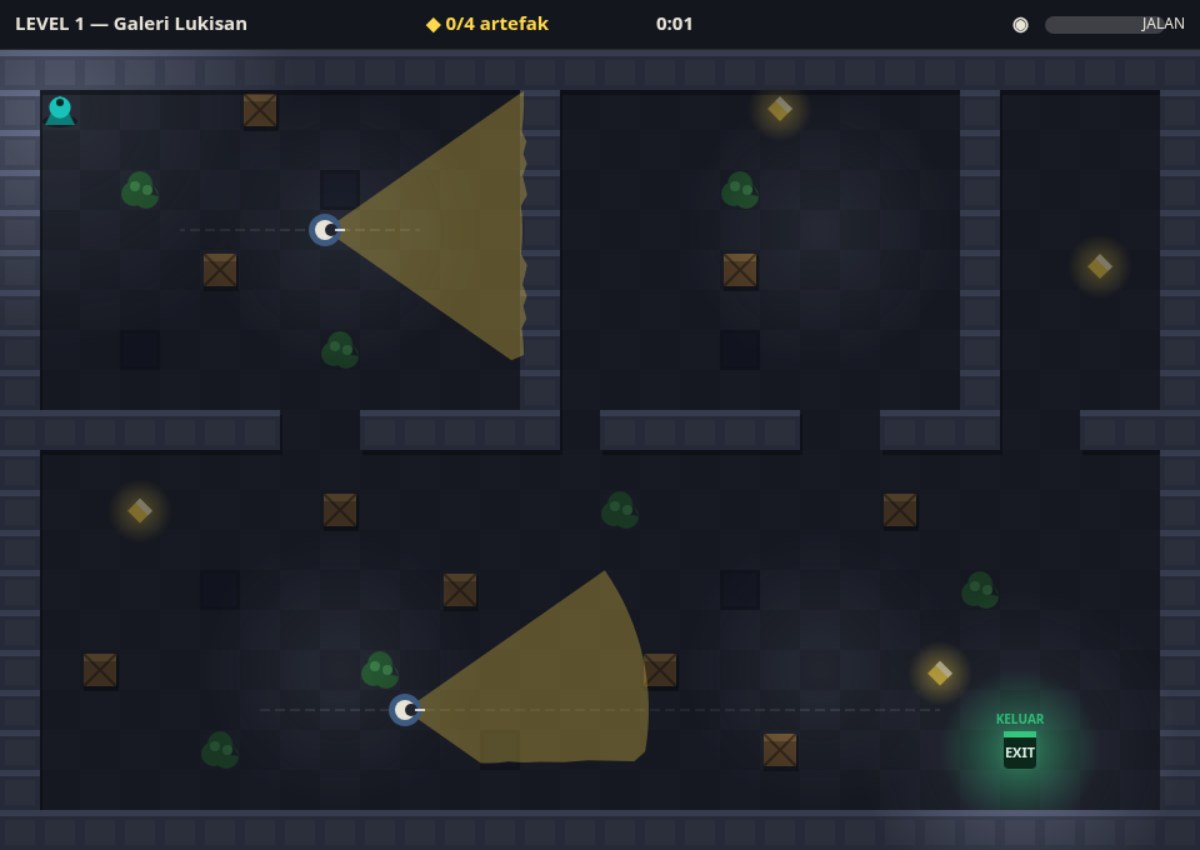 LEVEL 1 — Galeri Lukisan
◆ 0/4 artefak
0:01
JALAN
KELUAR
EXIT